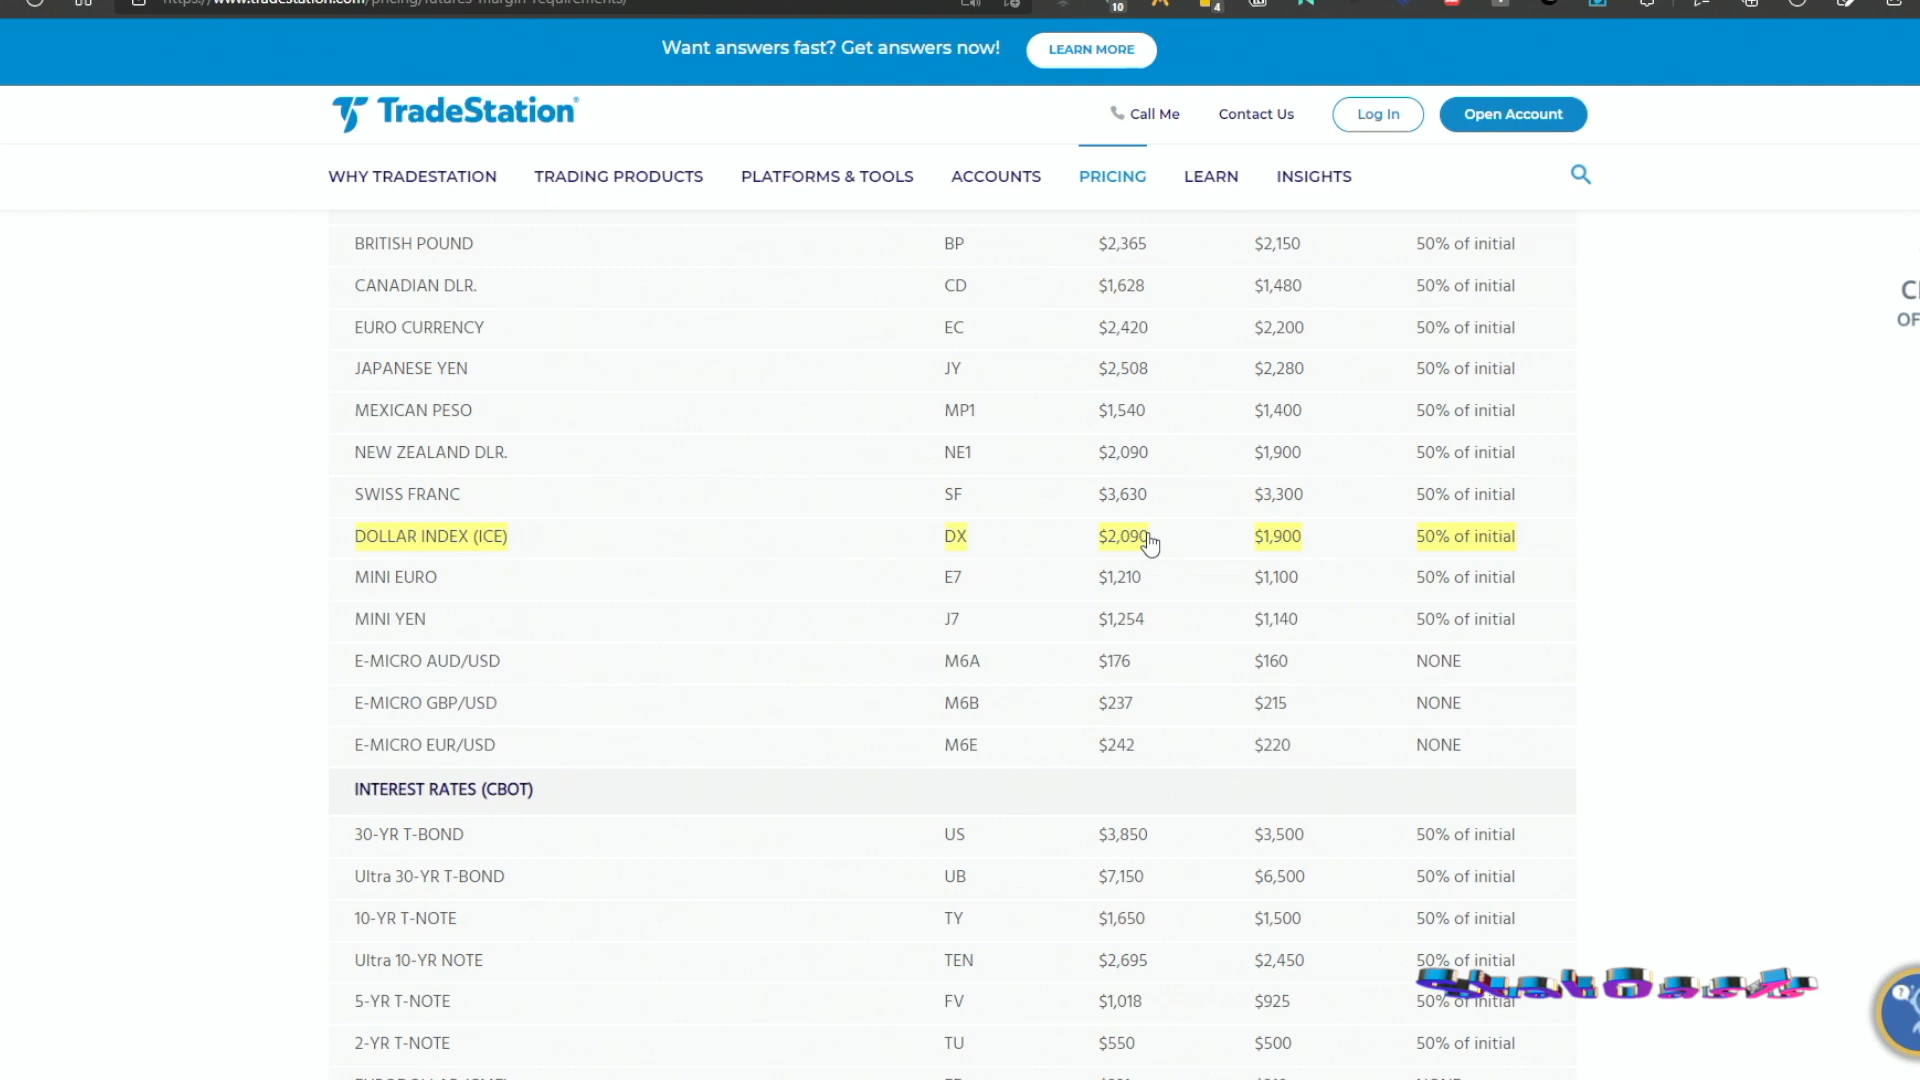 10
4
Want answers fast? Get answers now! LEARN MORE
TradeStation
Call Me Contact Us Log In Open Account
WHY TRADESTATION TRADING PRODUCTS PLATFORMS & TOOLS ACCOUNTS PRICING LEARN INSIGHTS
BRITISH POUND BP $2,365 $2,150 50% of initial
CANADIAN DLR. CD $1,628 $1,480 50% of initial
EURO CURRENCY EC $2,420 $2,200 50% of initial
JAPANESE YEN JY $2,508 $2,280 50% of initial
MEXICAN PESO MP1 $1,540 $1,400 50% of initial
NEW ZEALAND DLR. NE1 $2,090 $1,900 50% of initial
SWISS FRANC SF $3,630 $3,300 50% of initial
DOLLAR INDEX (ICE) DX $2,090 $1,900 50% of initial
MINI EURO E7 $1,210 $1,100 50% of initial
MINI YEN J7 $1,254 $1,140 50% of initial
E-MICRO AUD/USD M6A $176 $160 NONE
E-MICRO GBP/USD M6B $237 $215 NONE
E-MICRO EUR/USD M6E $242 $220 NONE
INTEREST RATES (CBOT)
30-YR T-BOND US $3,850 $3,500 50% of initial
Ultra 30-YR T-BOND UB $7,150 $6,500 50% of initial
10-YR T-NOTE TY $1,650 $1,500 50% of initial
Ultra 10-YR NOTE TEN $2,695 $2,450 50% of initial
5-YR T-NOTE FV $1,018 $925 50% of initial
2-YR T-NOTE TU $550 $500 50% of initial